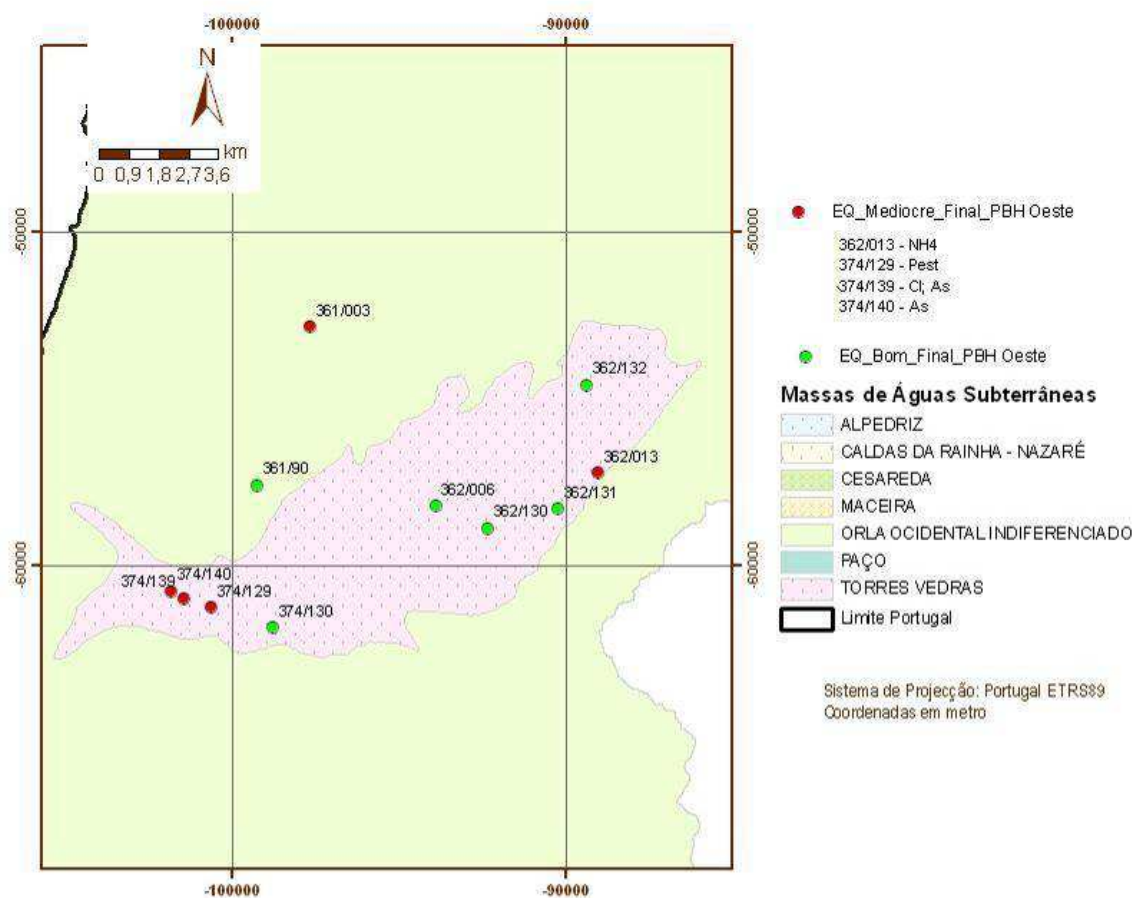 -100000
-90000
N
km
0 0,9 1,8 2,7 3,6
-50000
-50000
361/003
362/132
362/013
361/90
362/006
362/131
362/130
-60000
-60000
374/140
374/139
374/129
374/130
-100000
-90000
EQ_Mediocre_Final_PBH Oeste
362/013 - NH4
374/129 - Pest
374/139 - Cl; As
374/140 - As
EQ_Bom_Final_PBH Oeste
Massas de Águas Subterrâneas
ALPEDRIZ
CALDAS DA RAINHA - NAZARÉ
CESAREDA
MACEIRA
ORLA OCIDENTAL INDIFERENCIADO
PAÇO
TORRES VEDRAS
Limite Portugal
Sistema de Projecção: Portugal ETRS89
Coordenadas em metro